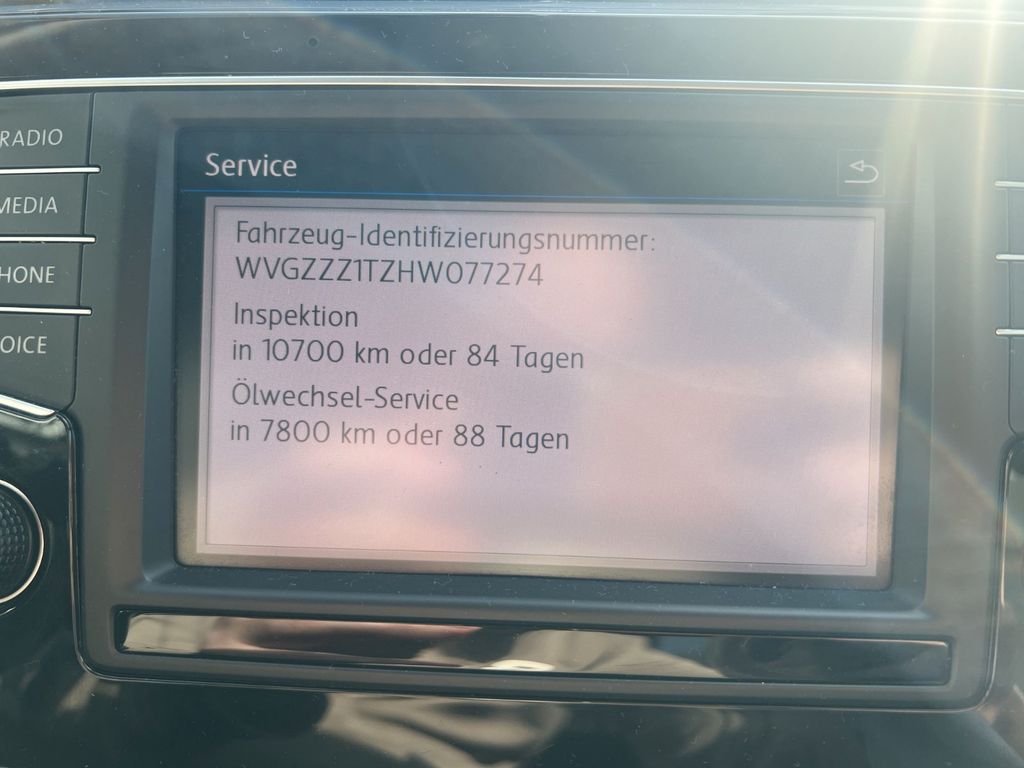 RADIO
MEDIA
HONE
OICE
Service
Fahrzeug-Identifizierungsnummer:
WVGZZZ1TZHW077274
Inspektion
in 10700 km oder 84 Tagen
Ölwechsel-Service
in 7800 km oder 88 Tagen